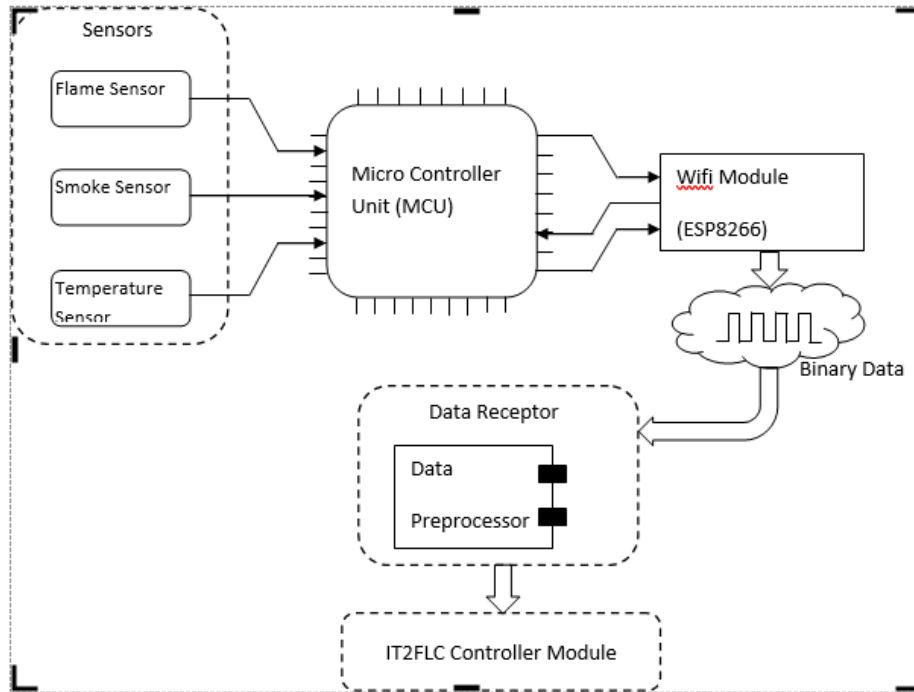 Sensors
Flame Sensor
Smoke Sensor
Temperature
Sensor
Micro Controller
Unit (MCU)
Wifi Module
(ESP8266)
Binary Data
Data Receptor
Data
Preprocessor
IT2FLC Controller Module